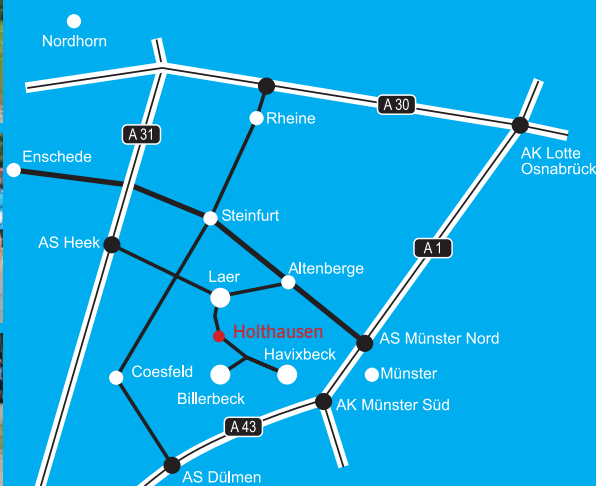 Nordhorn
A 30
Rheine
A 31
Enschede
AK Lotte
Osnabrück
Steinfurt
AS Heek
A 1
Altenberge
Laer
Holthausen
AS Münster Nord
Havixbeck
Coesfeld
Münster
Billerbeck
AK Münster Süd
A 43
AS Dülmen